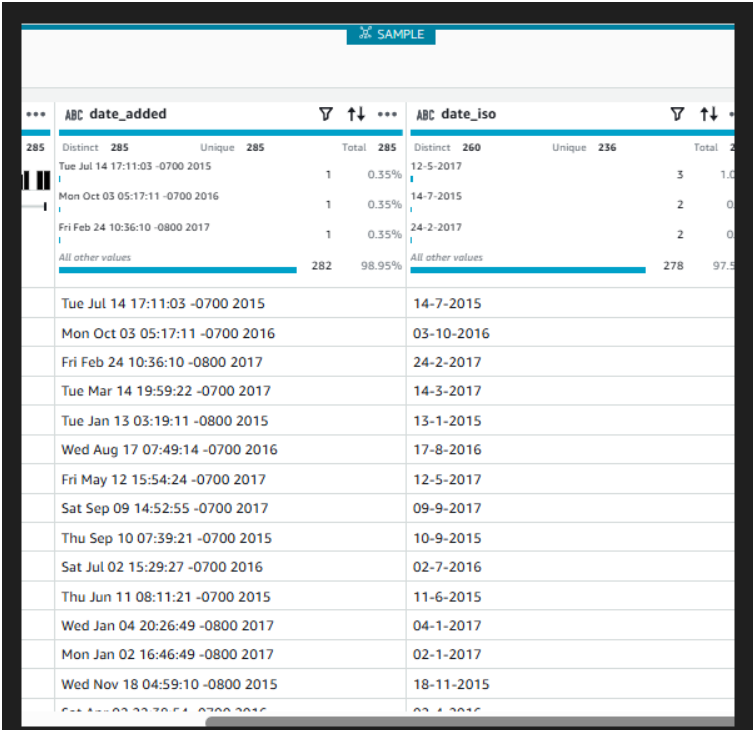 SAMPLE
ABC date_added
ABC date_iso
285 Distinct 285 Unique 285 Total 285 Distinct 260 Unique 236 Total
Tue Jul 14 17:11:03 -0700 2015 1 0.35% 12-5-2017 3
Mon Oct 03 05:17:11 -0700 2016 1 0.35% 14-7-2015 2
Fri Feb 24 10:36:10 -0800 2017 1 0.35% 24-2-2017 2
All other values 282 98.95% All other values 278
Tue Jul 14 17:11:03 -0700 2015 14-7-2015
Mon Oct 03 05:17:11 -0700 2016 03-10-2016
Fri Feb 24 10:36:10 -0800 2017 24-2-2017
Tue Mar 14 19:59:22 -0700 2017 14-3-2017
Tue Jan 13 03:19:11 -0800 2015 13-1-2015
Wed Aug 17 07:49:14 -0700 2016 17-8-2016
Fri May 12 15:54:24 -0700 2017 12-5-2017
Sat Sep 09 14:52:55 -0700 2017 09-9-2017
Thu Sep 10 07:39:21 -0700 2015 10-9-2015
Sat Jul 02 15:29:27 -0700 2016 02-7-2016
Thu Jun 11 08:11:21 -0700 2015 11-6-2015
Wed Jan 04 20:26:49 -0800 2017 04-1-2017
Mon Jan 02 16:46:49 -0800 2017 02-1-2017
Wed Nov 18 04:59:10 -0800 2015 18-11-2015